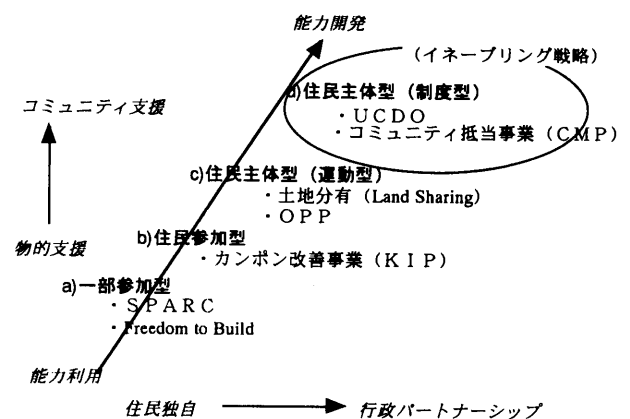 能力開発
(イネーブリング戦略)
d)住民主体型(制度型)
・UCDO
・コミュニティ抵当事業(CMP)
コミュニティ支援
c)住民主体型(運動型)
・土地分有(Land Sharing)
・OPP
物的支援
b)住民参加型
・カンポン改善事業(KIP)
a)一部参加型
・SPARC
・Freedom to Build
能力利用
住民独自
行政パートナーシップ